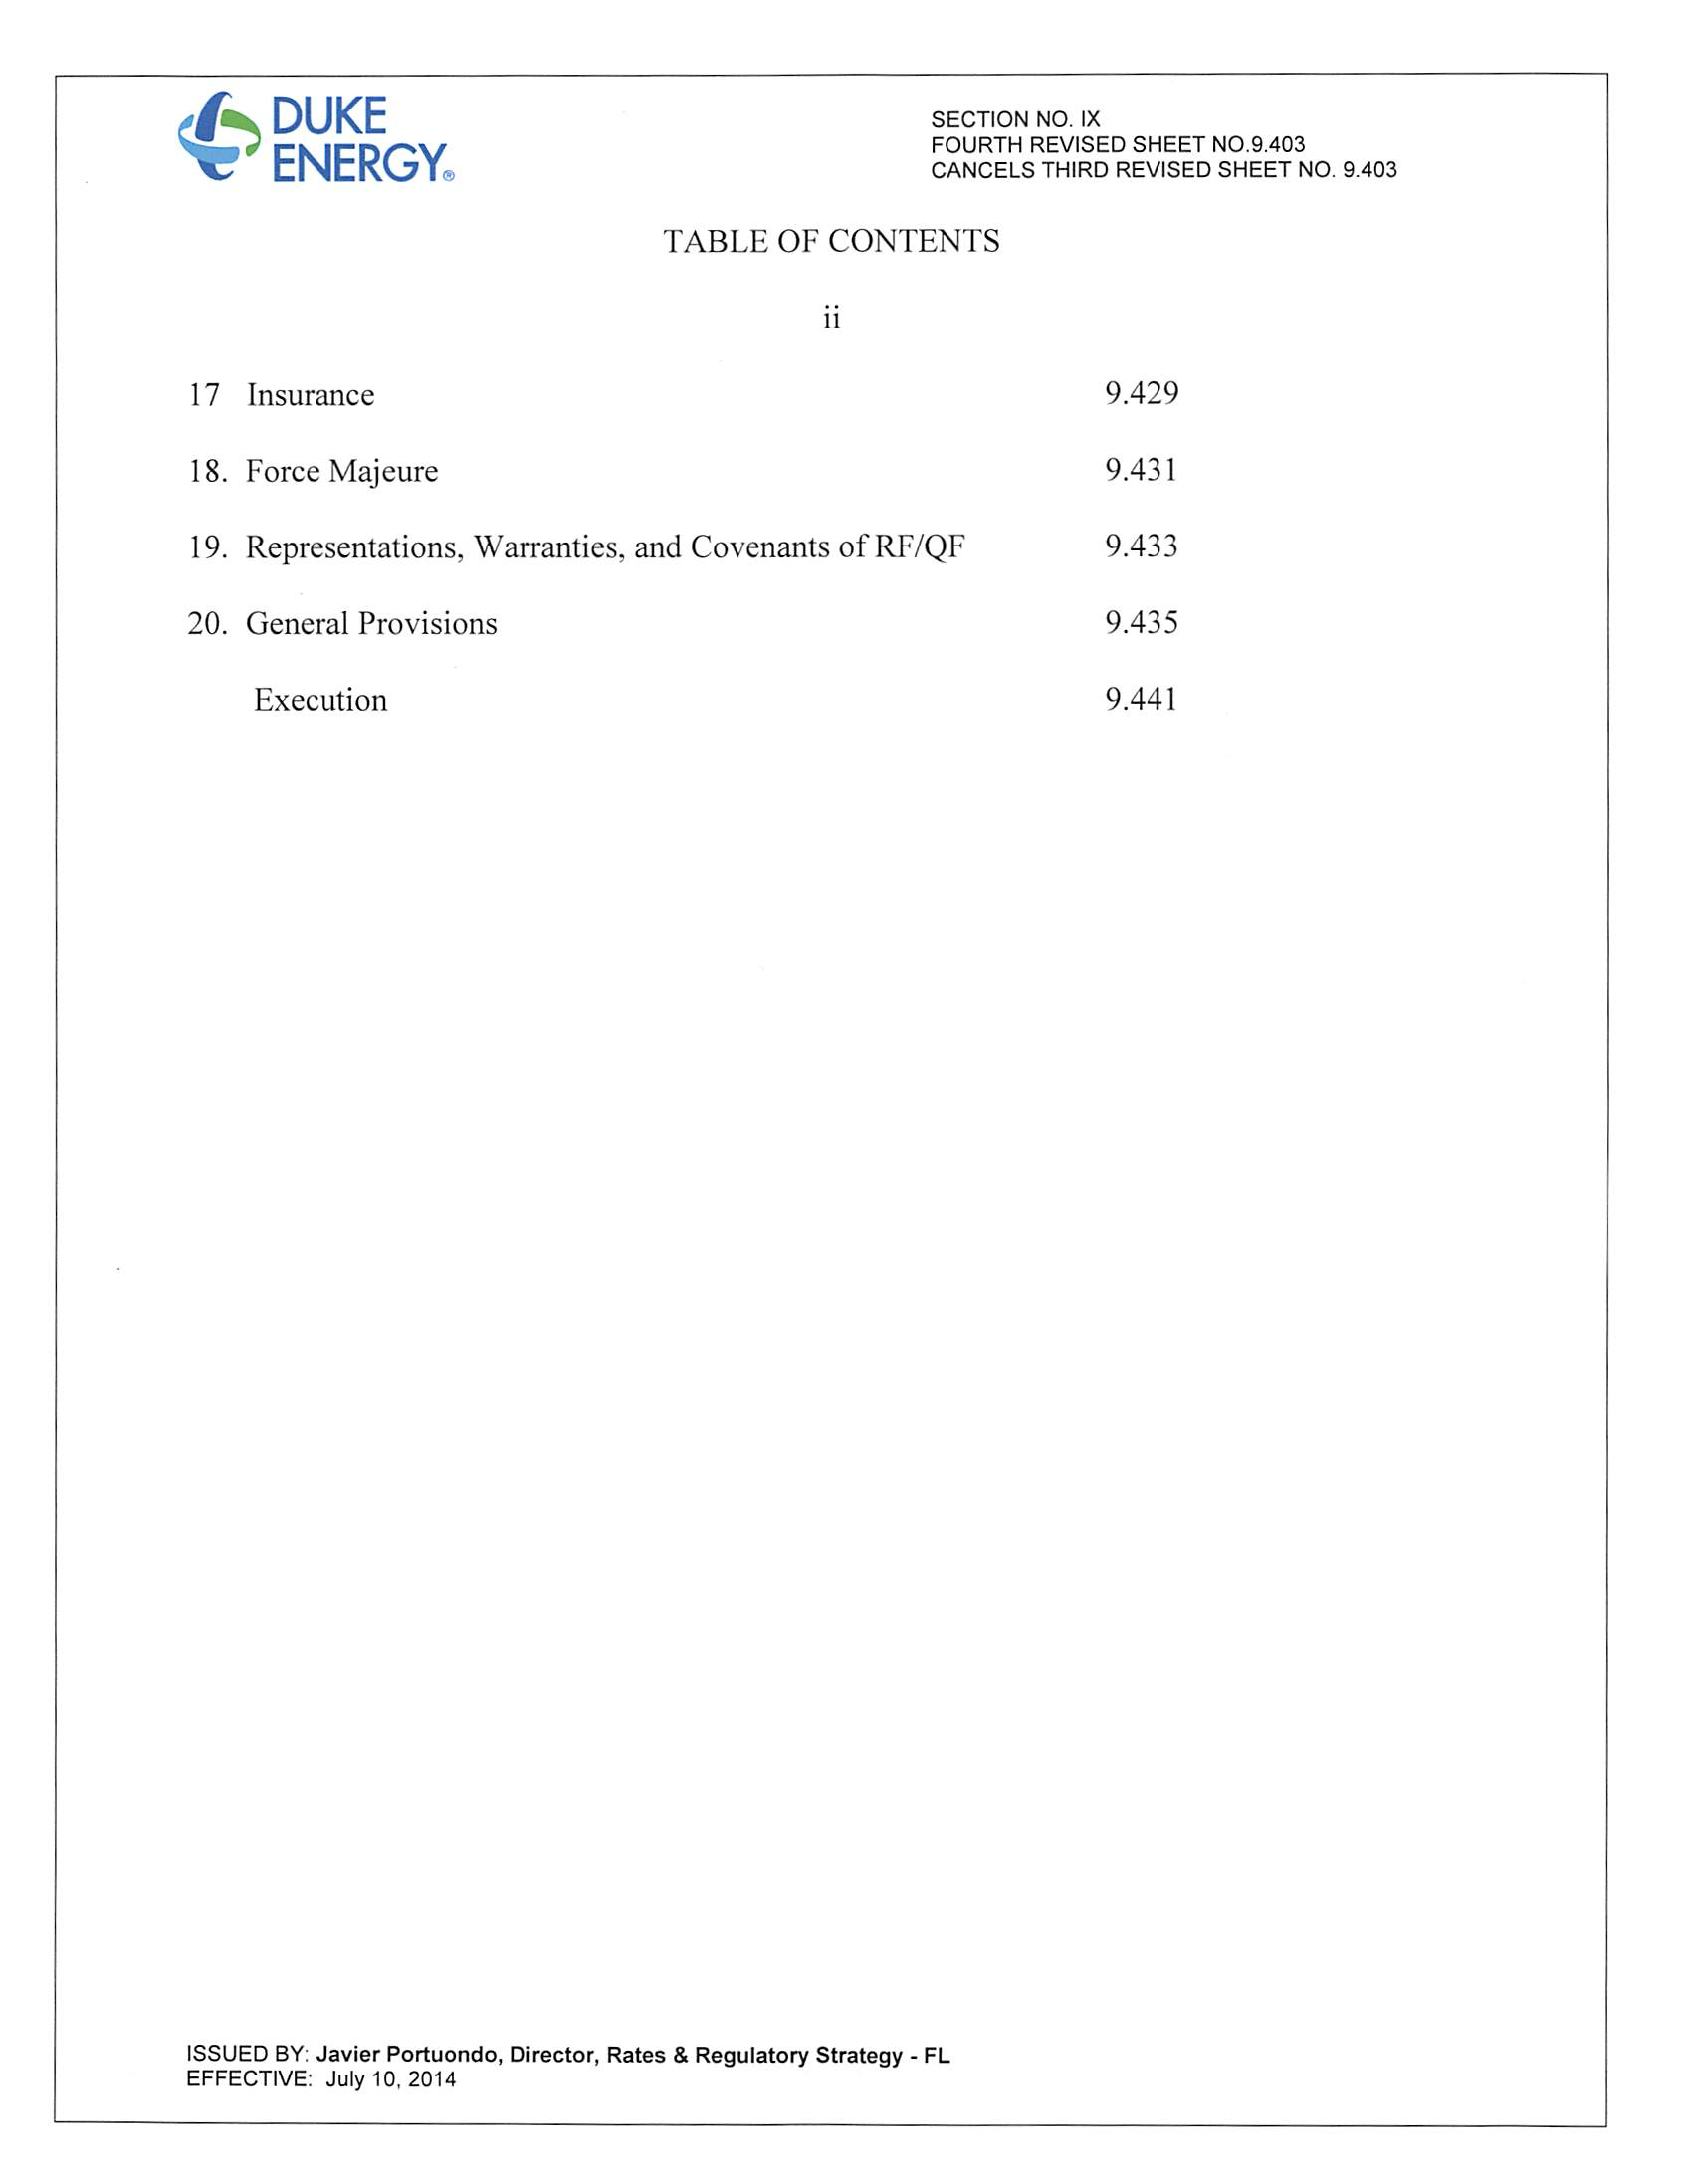 DUKE
ENERGY®
SECTION NO. IX
FOURTH REVISED SHEET NO.9.403
CANCELS THIRD REVISED SHEET NO. 9.403
TABLE OF CONTENTS
ii
17 Insurance 9.429
18. Force Majeure 9.431
19. Representations, Warranties, and Covenants of RF/QF 9.433
20. General Provisions 9.435
Execution 9.441
ISSUED BY: Javier Portuondo, Director, Rates & Regulatory Strategy - FL
EFFECTIVE: July 10, 2014